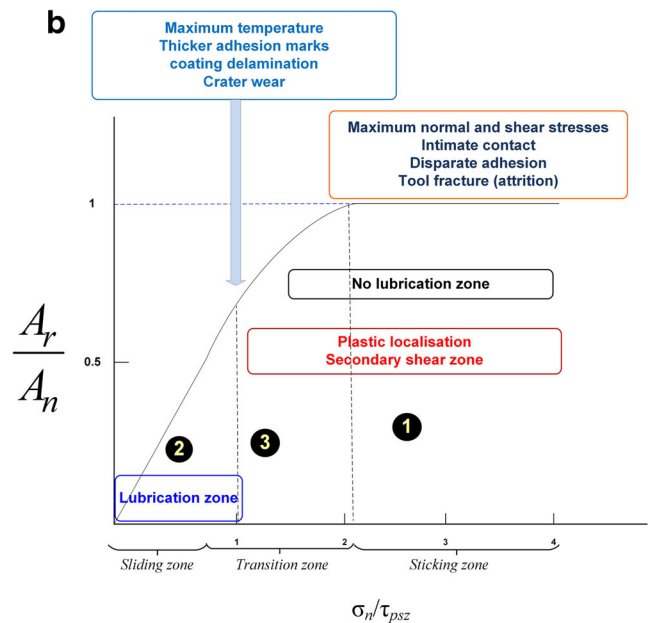 b
Maximum temperature
Thicker adhesion marks
coating delamination
Crater wear
Maximum normal and shear stresses
Intimate contact
Disparate adhesion
Tool fracture (attrition)
1
No lubrication zone
A_r
A_n
0.5
Plastic localisation
Secondary shear zone
2
3
1
Lubrication zone
1
2
3
4
Sliding zone
Transition zone
Sticking zone
σ_n/τ_psz